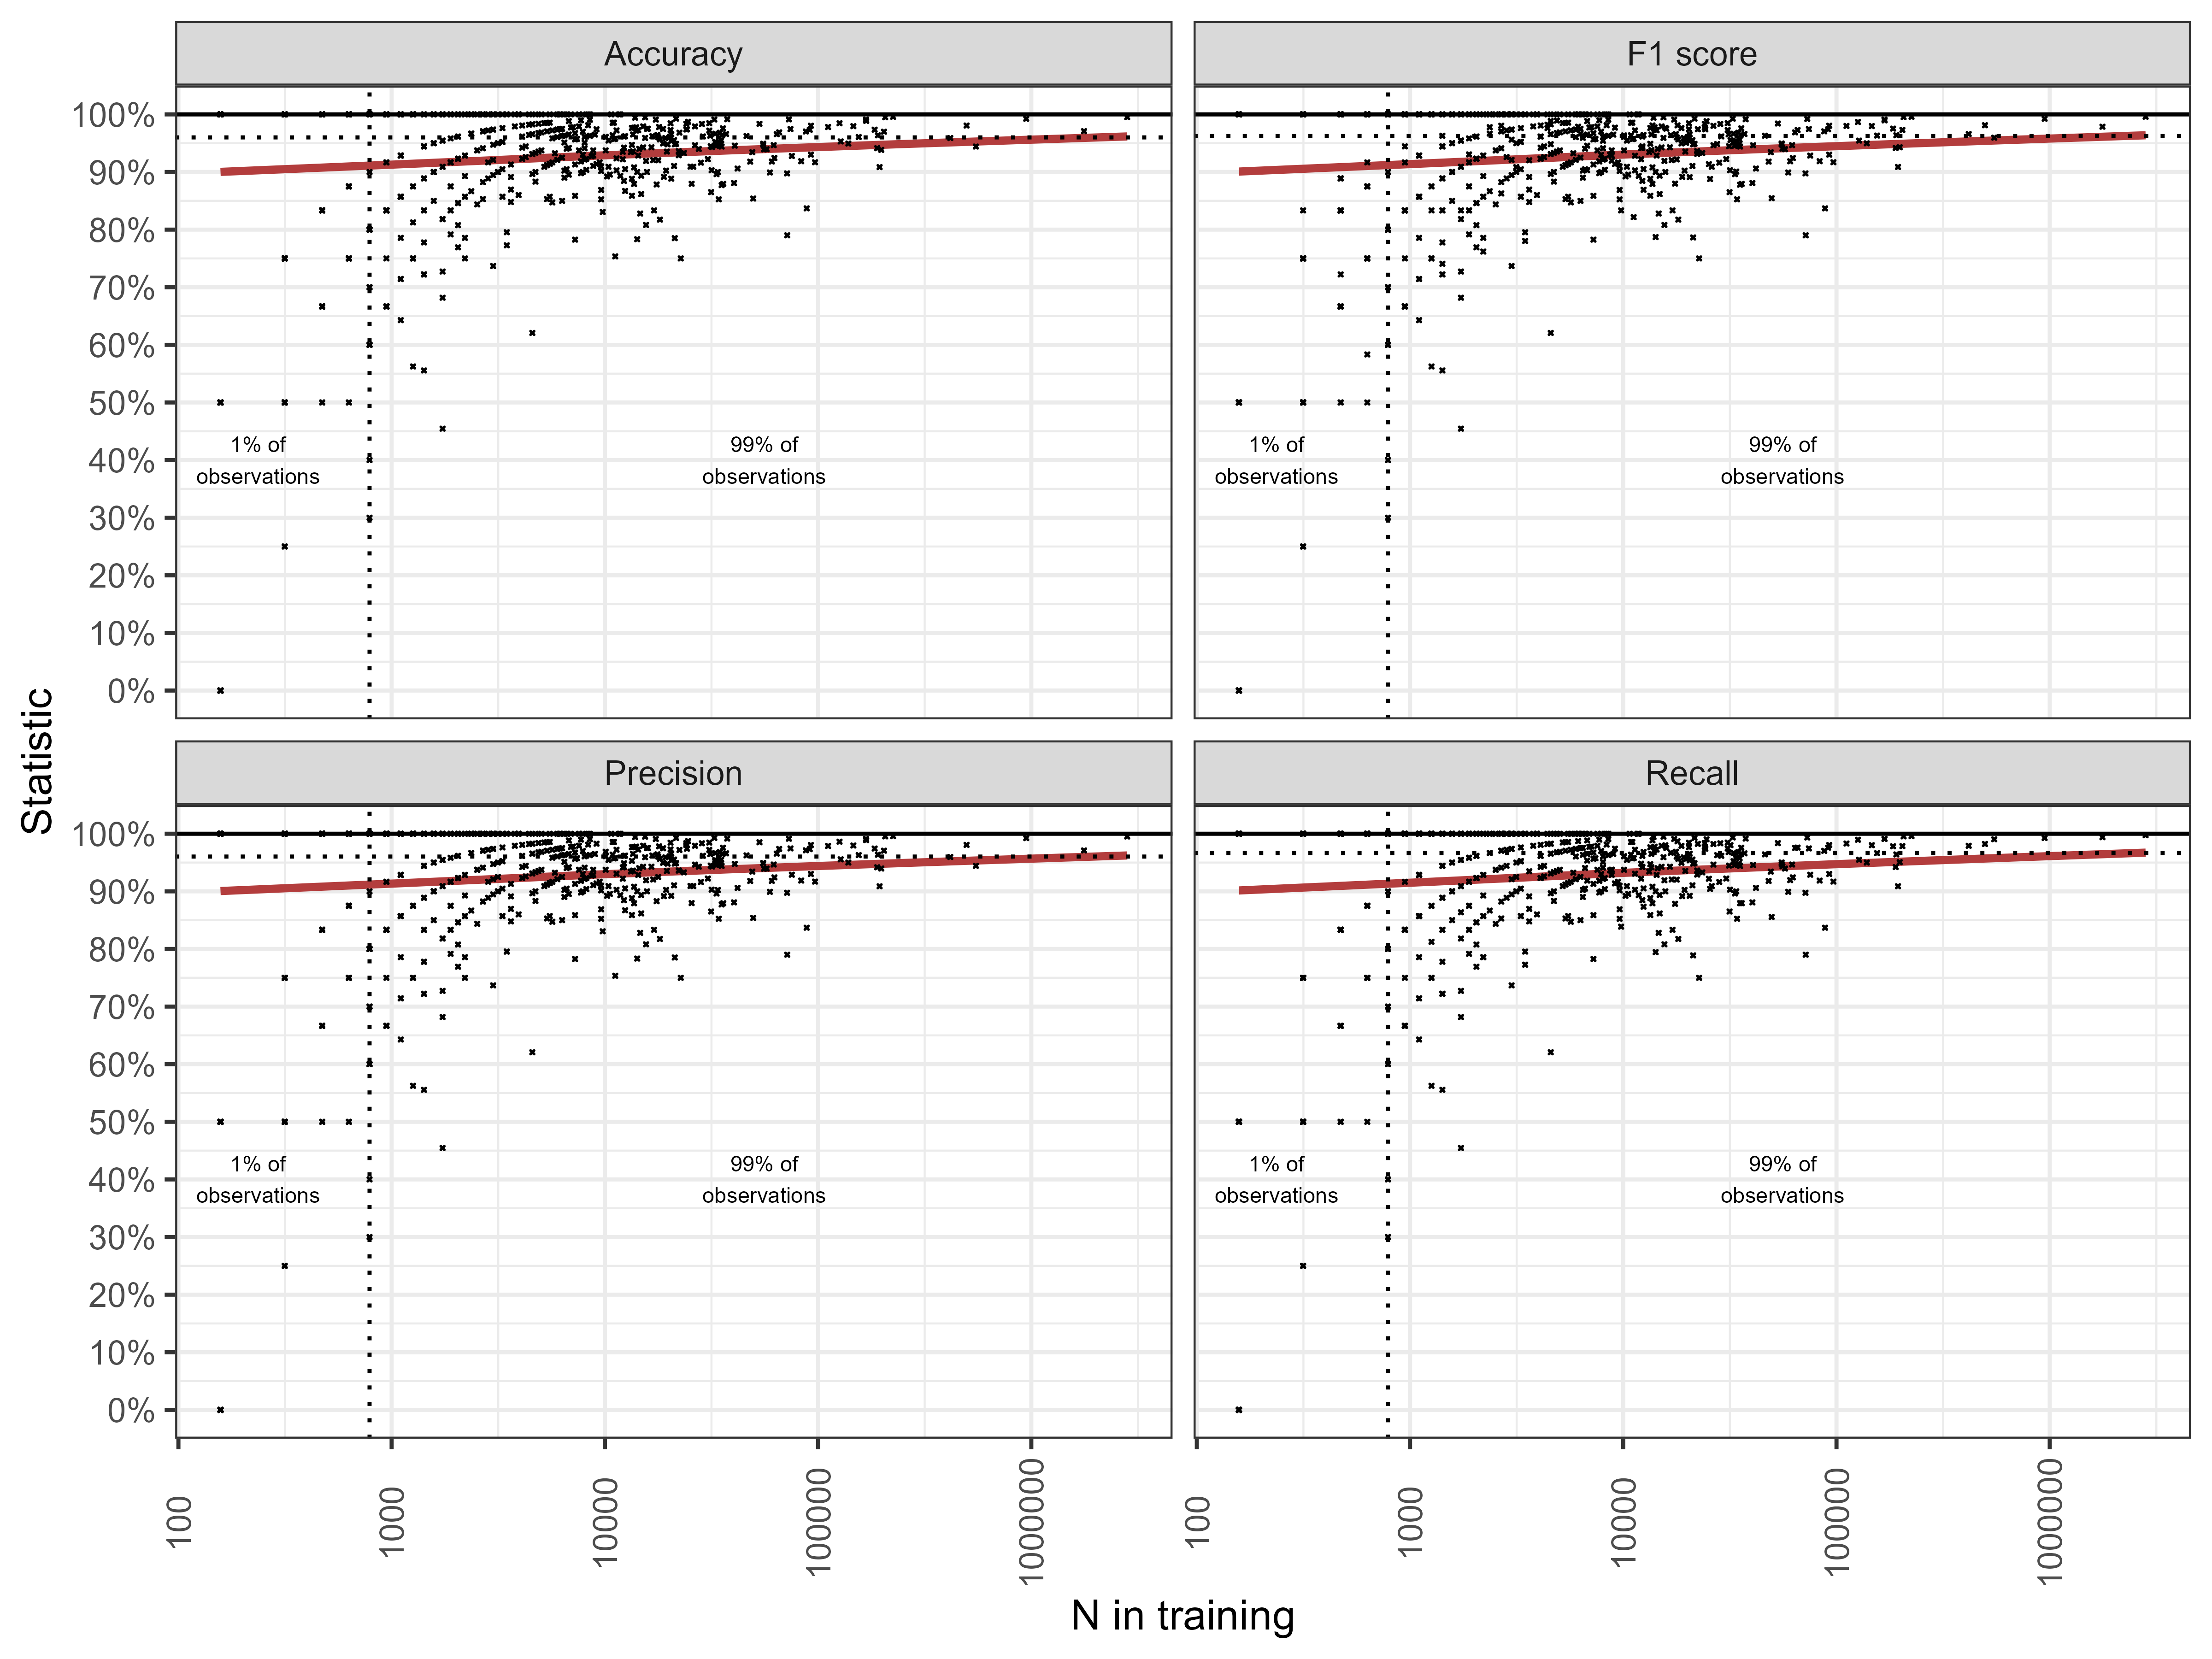 Accuracy
F1 score
100%
90%
80%
70%
60%
50%
40%
30%
20%
10%
0%
1% of
observations
99% of
observations
1% of
observations
99% of
observations
Statistic
Precision
Recall
100%
90%
80%
70%
60%
50%
40%
30%
20%
10%
0%
1% of
observations
99% of
observations
1% of
observations
99% of
observations
100
1000
10000
100000
1000000
100
1000
10000
100000
1000000
N in training